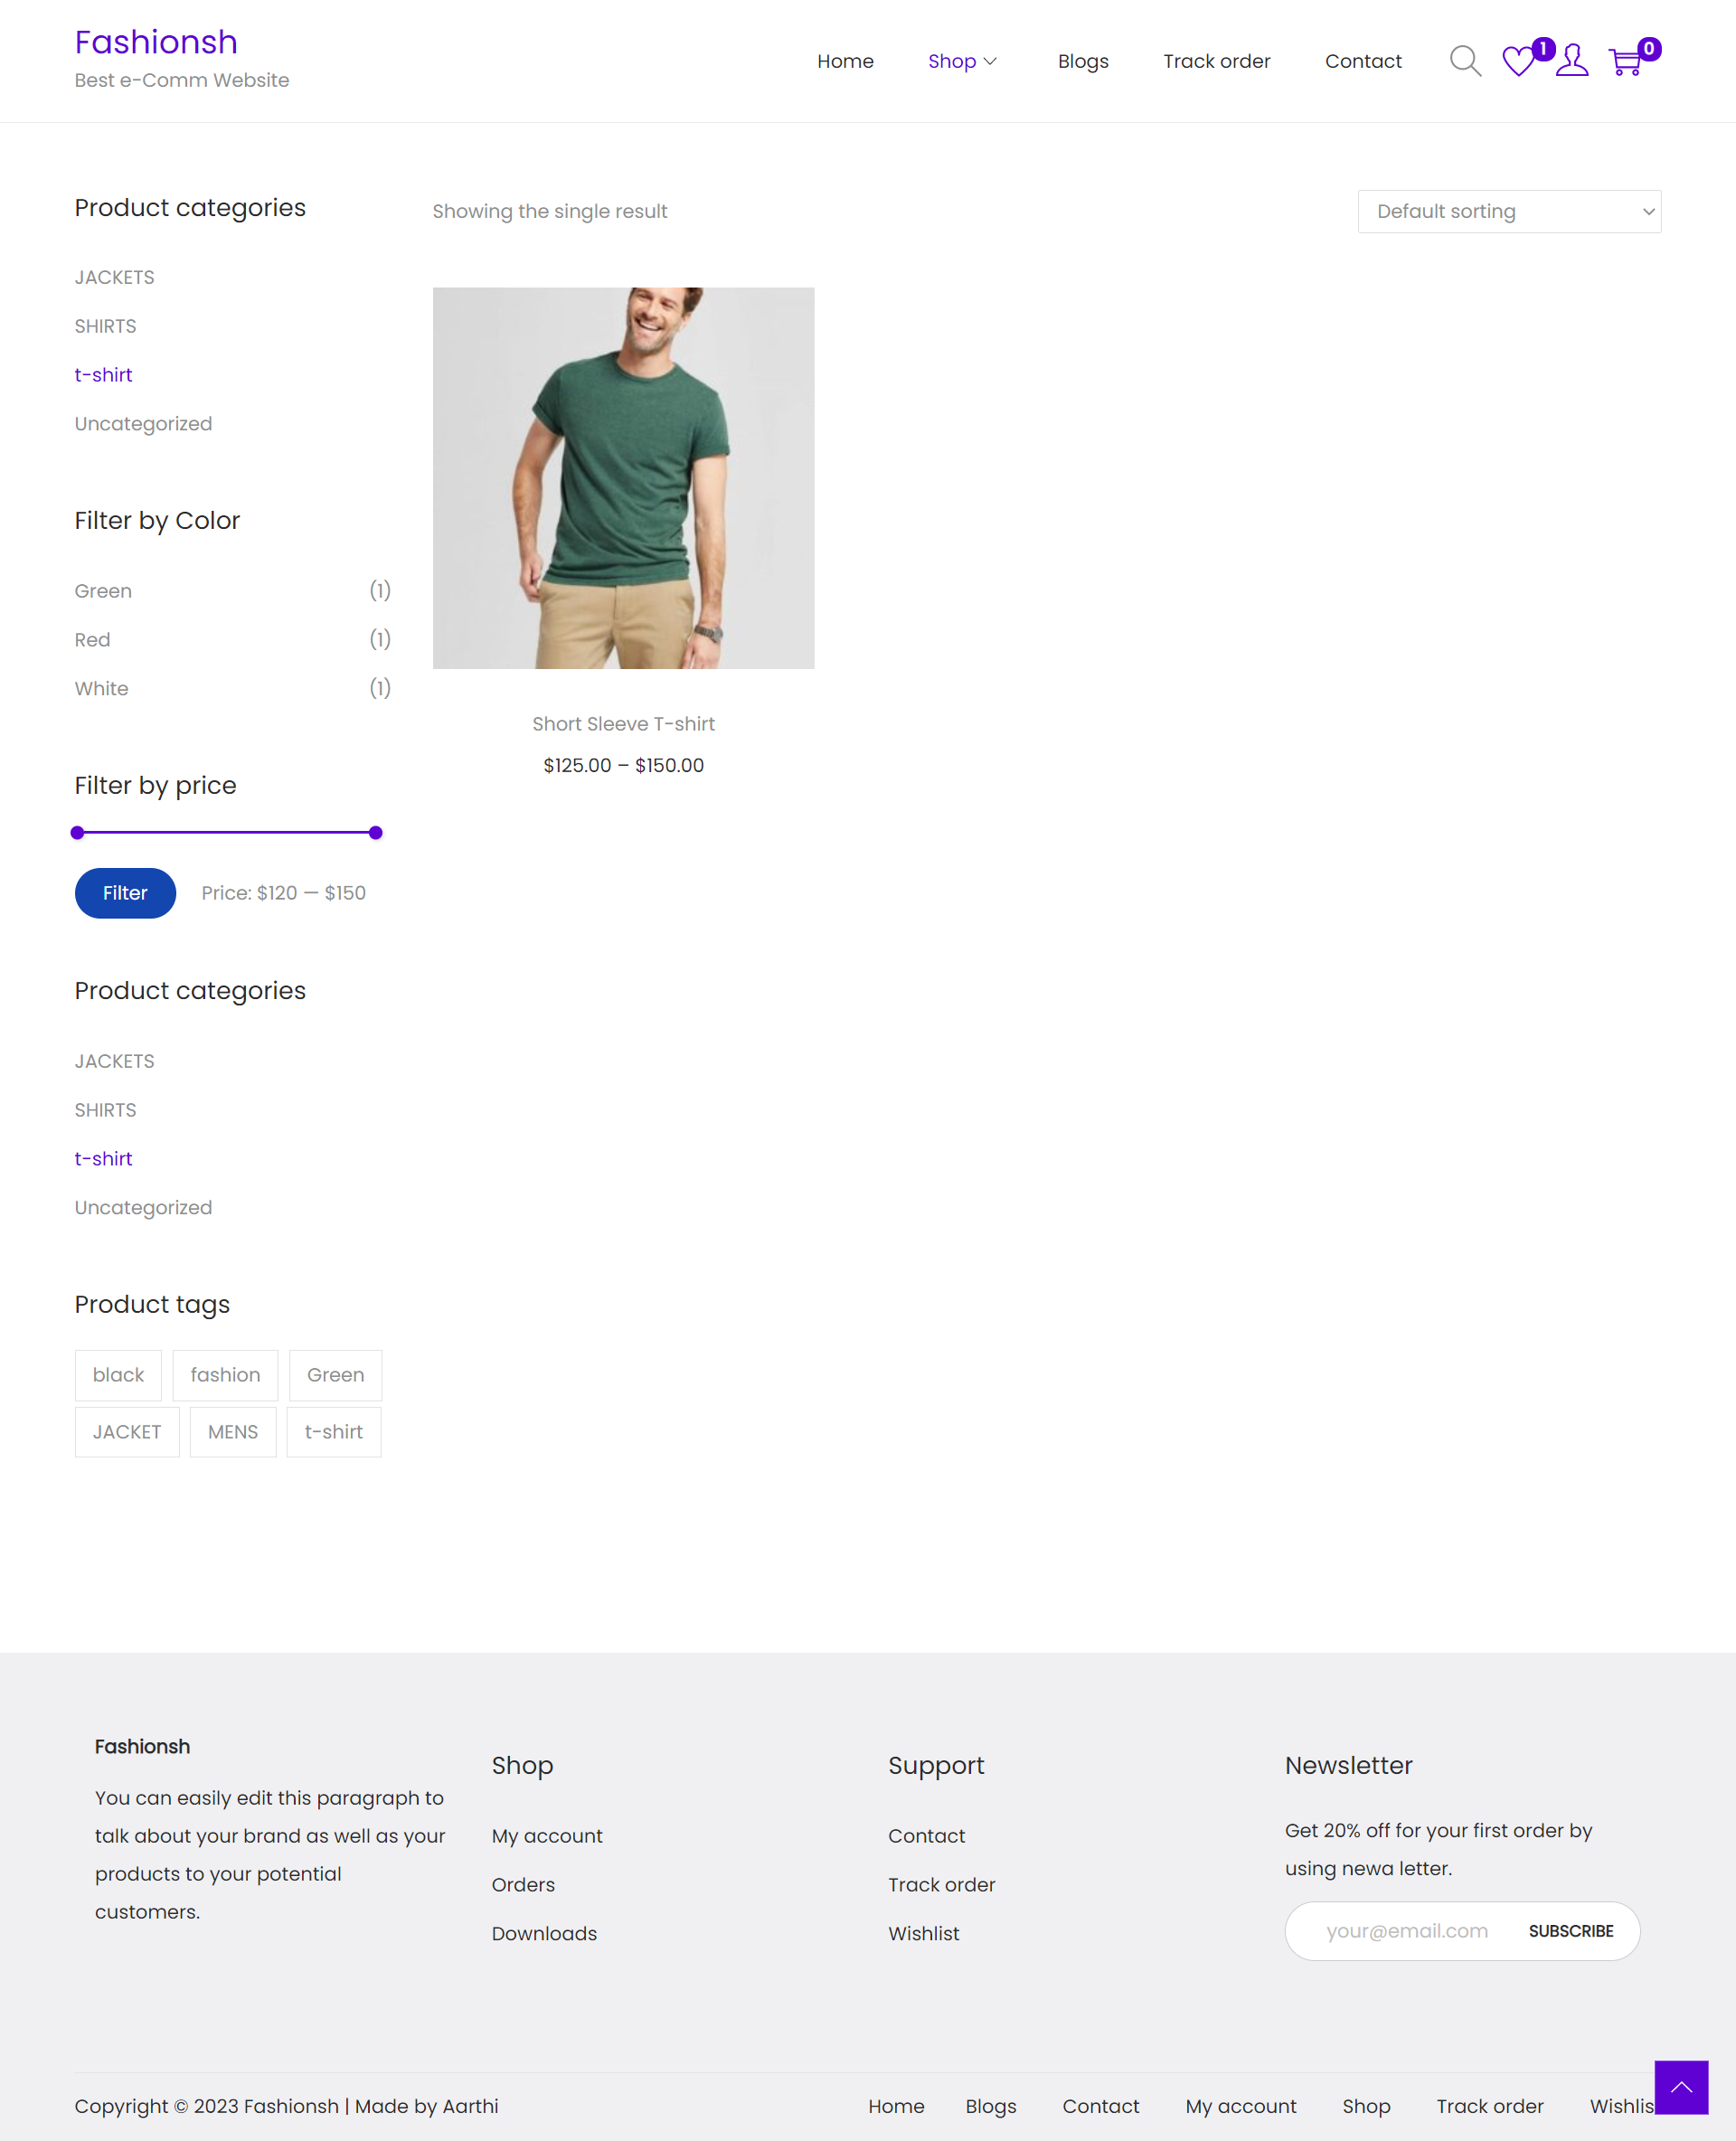 Fashionsh
Best e-Comm Website
Home
Shop
Blogs
Track order
Contact
1
0
Product categories
JACKETS
SHIRTS
t-shirt
Uncategorized
Filter by Color
Green (1)
Red (1)
White (1)
Filter by price
Filter
Price: $120 — $150
Product categories
JACKETS
SHIRTS
t-shirt
Uncategorized
Product tags
black
fashion
Green
JACKET
MENS
t-shirt
Showing the single result
Default sorting
Short Sleeve T-shirt
$125.00 – $150.00
Fashionsh
You can easily edit this paragraph to
talk about your brand as well as your
products to your potential
customers.
Shop
My account
Orders
Downloads
Support
Contact
Track order
Wishlist
Newsletter
Get 20% off for your first order by
using newa letter.
your@email.com
SUBSCRIBE
Copyright © 2023 Fashionsh | Made by Aarthi
Home
Blogs
Contact
My account
Shop
Track order
Wishlis